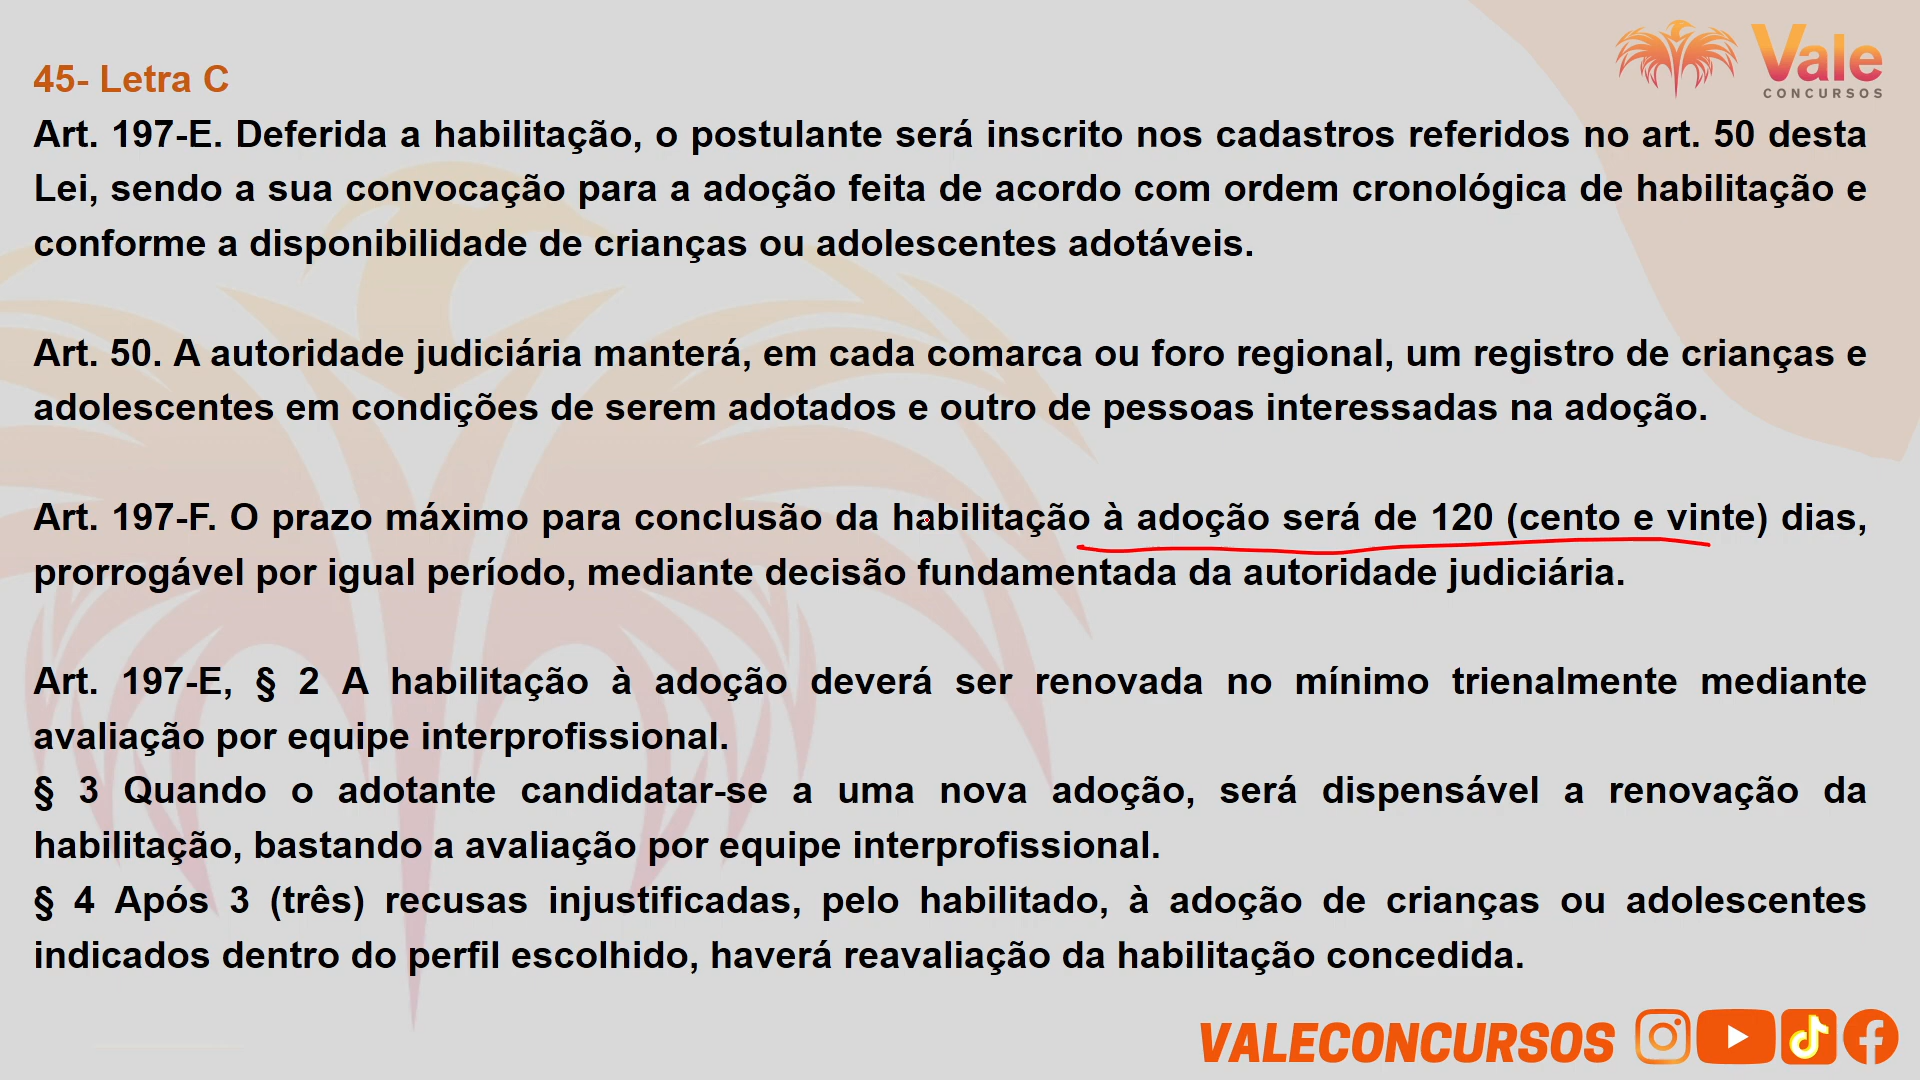 Vale
CONCURSOS
45- Letra C
Art. 197-E. Deferida a habilitação, o postulante será inscrito nos cadastros referidos no art. 50 desta
Lei, sendo a sua convocação para a adoção feita de acordo com ordem cronológica de habilitação e
conforme a disponibilidade de crianças ou adolescentes adotáveis.
Art. 50. A autoridade judiciária manterá, em cada comarca ou foro regional, um registro de crianças e
adolescentes em condições de serem adotados e outro de pessoas interessadas na adoção.
Art. 197-F. O prazo máximo para conclusão da habilitação à adoção será de 120 (cento e vinte) dias,
prorrogável por igual período, mediante decisão fundamentada da autoridade judiciária.
Art. 197-E, § 2 A habilitação à adoção deverá ser renovada no mínimo trienalmente mediante
avaliação por equipe interprofissional.
§ 3 Quando o adotante candidatar-se a uma nova adoção, será dispensável a renovação da
habilitação, bastando a avaliação por equipe interprofissional.
§ 4 Após 3 (três) recusas injustificadas, pelo habilitado, à adoção de crianças ou adolescentes
indicados dentro do perfil escolhido, haverá reavaliação da habilitação concedida.
VALECONCURSOS